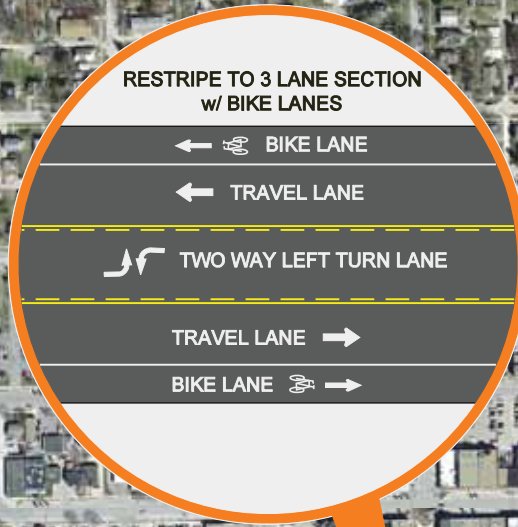 RESTRIPE TO 3 LANE SECTION
w/ BIKE LANES
BIKE LANE
TRAVEL LANE
TWO WAY LEFT TURN LANE
TRAVEL LANE
BIKE LANE